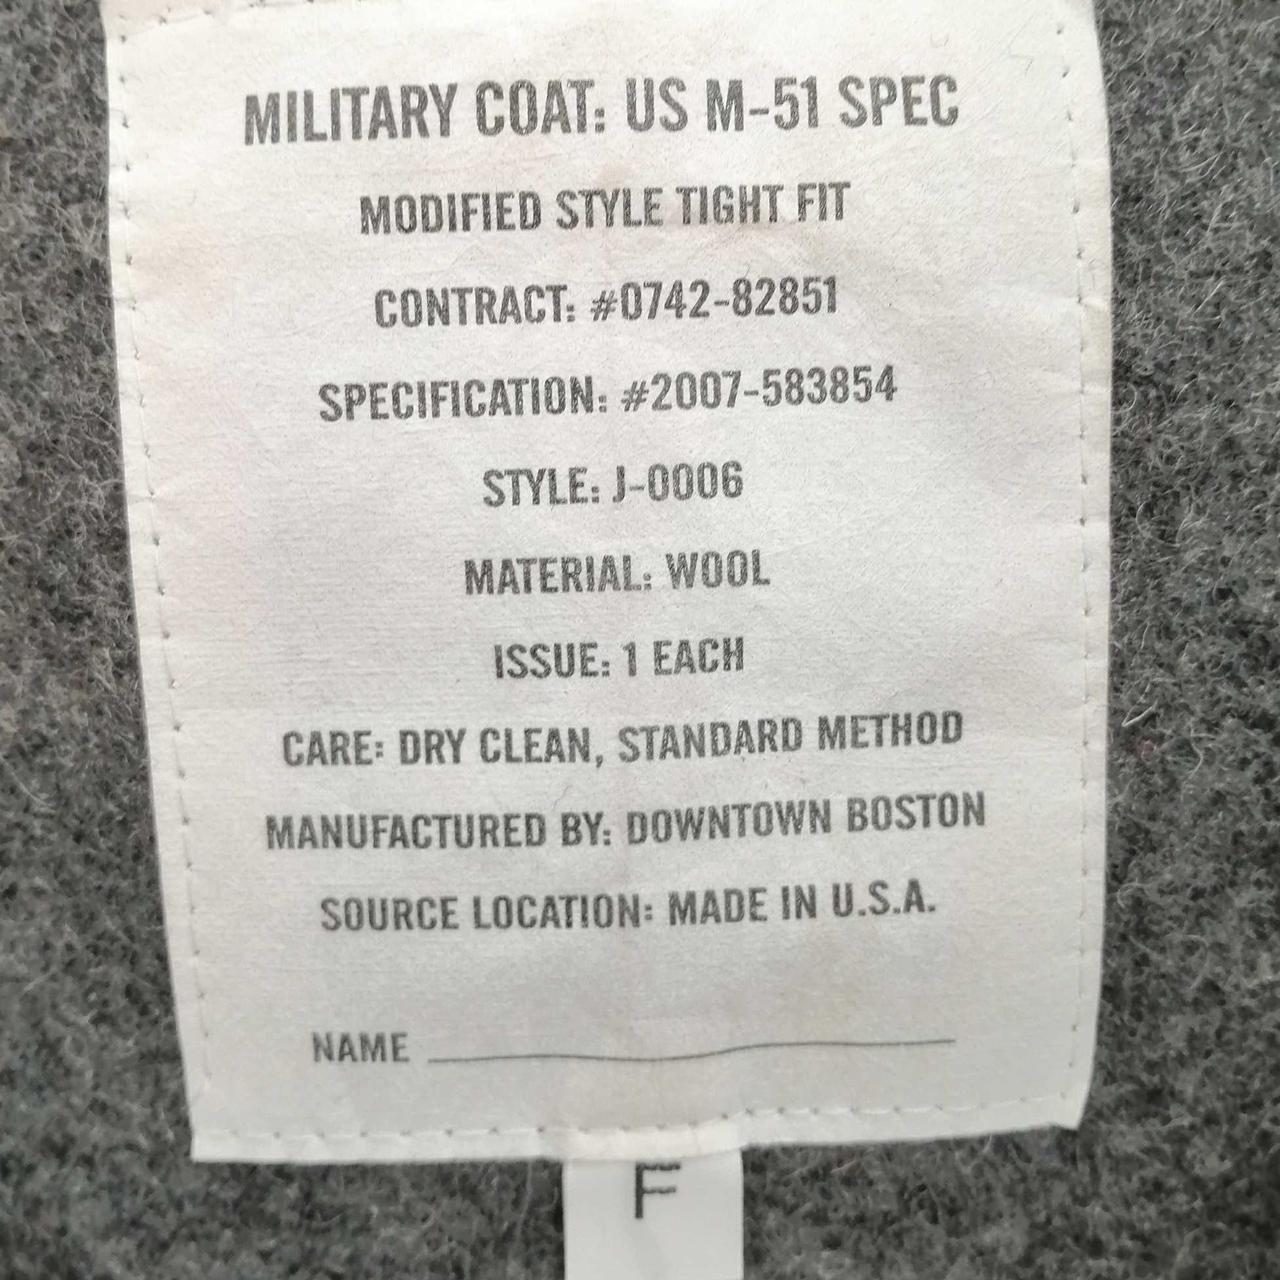 MILITARY COAT: US M-51 SPEC
MODIFIED STYLE TIGHT FIT
CONTRACT: #0742-82851
SPECIFICATION: #2007-583854
STYLE: J-0006
MATERIAL: WOOL
ISSUE: 1 EACH
CARE: DRY CLEAN, STANDARD METHOD
MANUFACTURED BY: DOWNTOWN BOSTON
SOURCE LOCATION: MADE IN U.S.A.
NAME
F